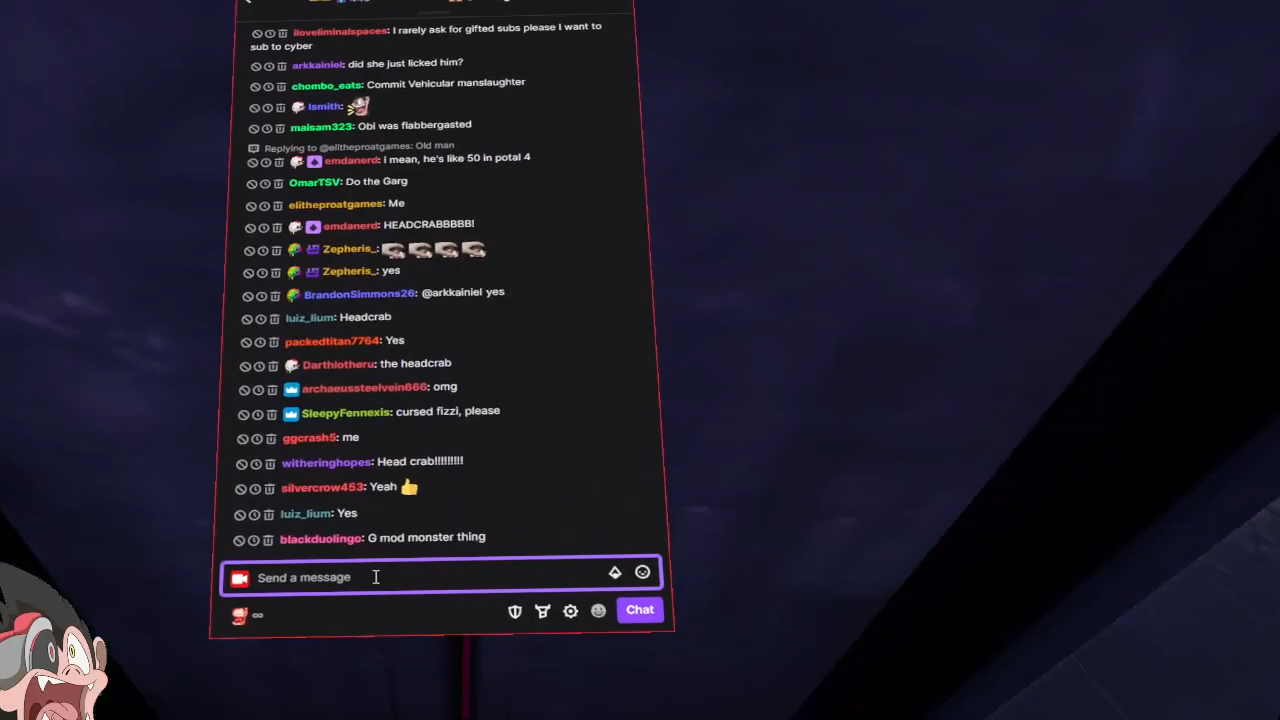 iloveliminalspaces: I rarely ask for gifted subs please I want to
sub to cyber
arkkainiel: did she just licked him?
chombo_eats: Commit Vehicular manslaughter
lsmith:
maisam323: Obi was flabbergasted
Replying to @elitheproatgames: Old man
emdanerd: i mean, he's like 50 in potal 4
OmarTSV: Do the Garg
elitheproatgames: Me
emdanerd: HEADCRABBBBB!
Zepheris_:
Zepheris_: yes
BrandonSimmons26: @arkkainiel yes
luiz_lium: Headcrab
packedtitan7764: Yes
Darthlotheru: the headcrab
archaeussteelvein666: omg
SleepyFennexis: cursed fizzi, please
ggcrash5: me
witheringhopes: Head crab!!!!!!!!!
silvercrow453: Yeah 👍
luiz_lium: Yes
blackduolingo: G mod monster thing
Send a message
Chat